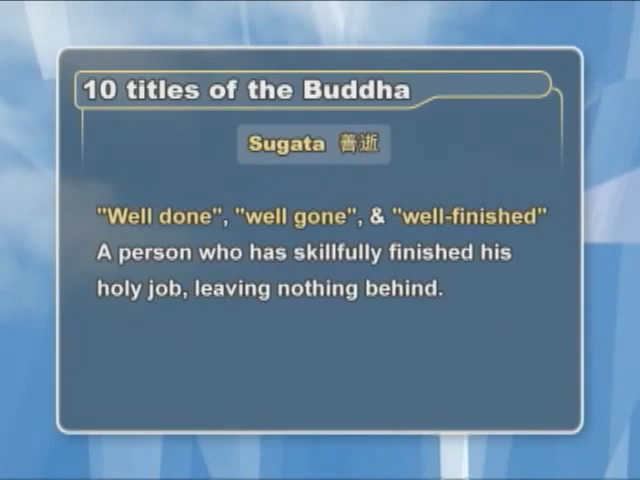 10 titles of the Buddha
Sugata 善逝
"Well done", "well gone", & "well-finished"
A person who has skillfully finished his
holy job, leaving nothing behind.